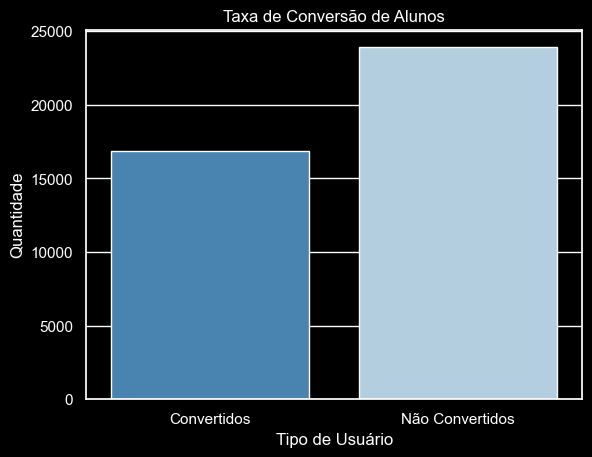 Taxa de Conversão de Alunos
25000
20000
15000
10000
5000
0
Quantidade
Convertidos
Não Convertidos
Tipo de Usuário